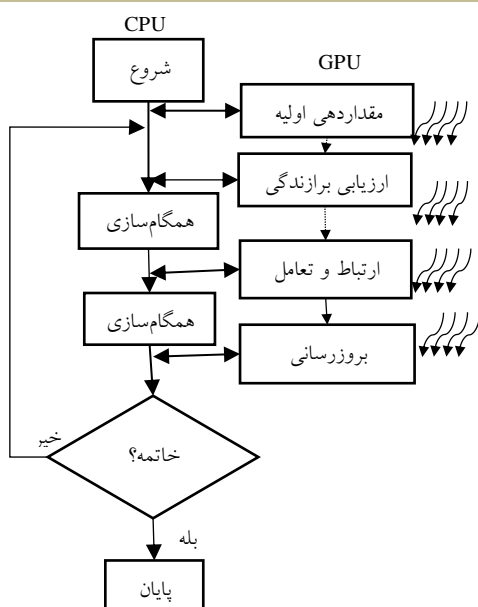 CPU
GPU
شروع
مقداردهی اولیه
ارزیابی برازندگی
همگام‌سازی
ارتباط و تعامل
همگام‌سازی
بروزرسانی
خاتمه؟
خیر
بله
پایان